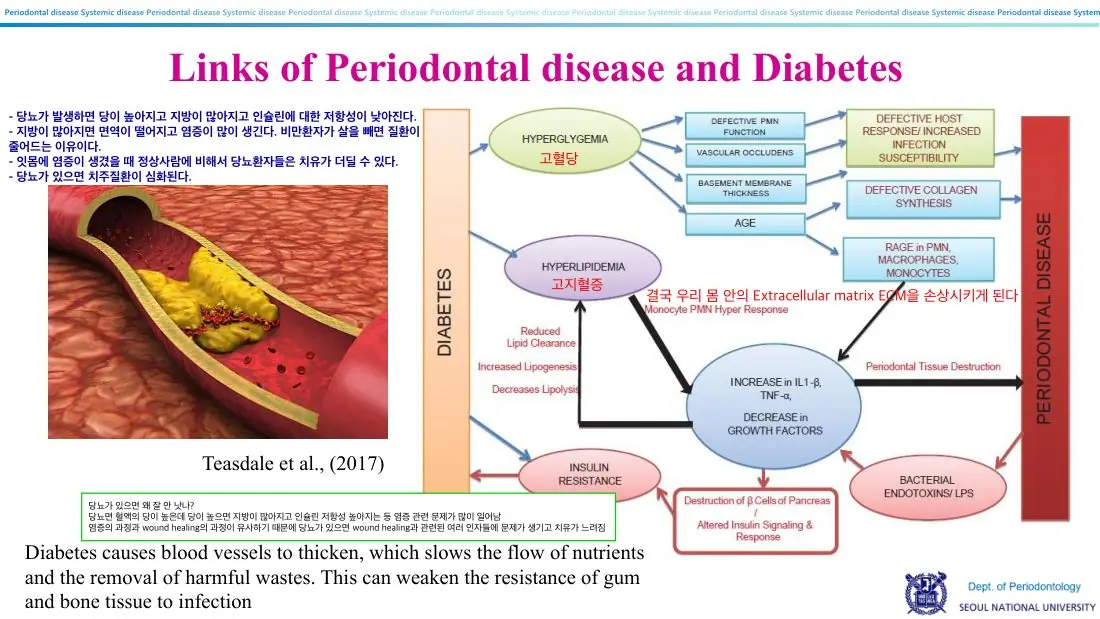 Periodontal disease Systemic disease Periodontal disease Systemic disease Periodontal disease Systemic disease Periodontal disease Systemic disease Periodontal disease Systemic disease Periodontal disease Systemic disease Periodontal disease Systemic disease Periodontal disease System
Links of Periodontal disease and Diabetes
- 당뇨가 발생하면 당이 높아지고 지방이 많아지고 인슐린에 대한 저항성이 낮아진다.
- 지방이 많아지면 면역이 떨어지고 염증이 많이 생긴다. 비만환자가 살을 빼면 질환이
줄어드는 이유이다.
- 잇몸에 염증이 생겼을 때 정상사람에 비해서 당뇨환자들은 치유가 더딜 수 있다.
- 당뇨가 있으면 치주질환이 심화된다.
Teasdale et al., (2017)
DIABETES
HYPERGLYGEMIA
고혈당
DEFECTIVE PMN
FUNCTION
VASCULAR OCCLUDENS
BASEMENT MEMBRANE
THICKNESS
AGE
DEFECTIVE HOST
RESPONSE/ INCREASED
INFECTION
SUSCEPTIBILITY
DEFECTIVE COLLAGEN
SYNTHESIS
RAGE in PMN,
MACROPHAGES,
MONOCYTES
HYPERLIPIDEMIA
고지혈증
결국 우리 몸 안의 Extracellular matrix ECM을 손상시키게 된다
Monocyte PMN Hyper Response
Reduced
Lipid Clearance
Increased Lipogenesis
Decreases Lipolysis
INCREASE in IL1-β,
TNF-α,
DECREASE in
GROWTH FACTORS
Periodontal Tissue Destruction
PERIODONTAL DISEASE
INSULIN
RESISTANCE
Destruction of β Cells of Pancreas
/
Altered Insulin Signaling &
Response
BACTERIAL
ENDOTOXINS/ LPS
당뇨가 있으면 왜 잘 안 낫나?
당뇨면 혈액의 당이 높은데 당이 높으면 지방이 많아지고 인슐린 저항성 높아지는 등 염증 관련 문제가 많이 일어남
염증의 과정과 wound healing의 과정이 유사하기 때문에 당뇨가 있으면 wound healing과 관련된 여러 인자들에 문제가 생기고 치유가 느려짐
Diabetes causes blood vessels to thicken, which slows the flow of nutrients
and the removal of harmful wastes. This can weaken the resistance of gum
and bone tissue to infection
Dept. of Periodontology
SEOUL NATIONAL UNIVERSITY